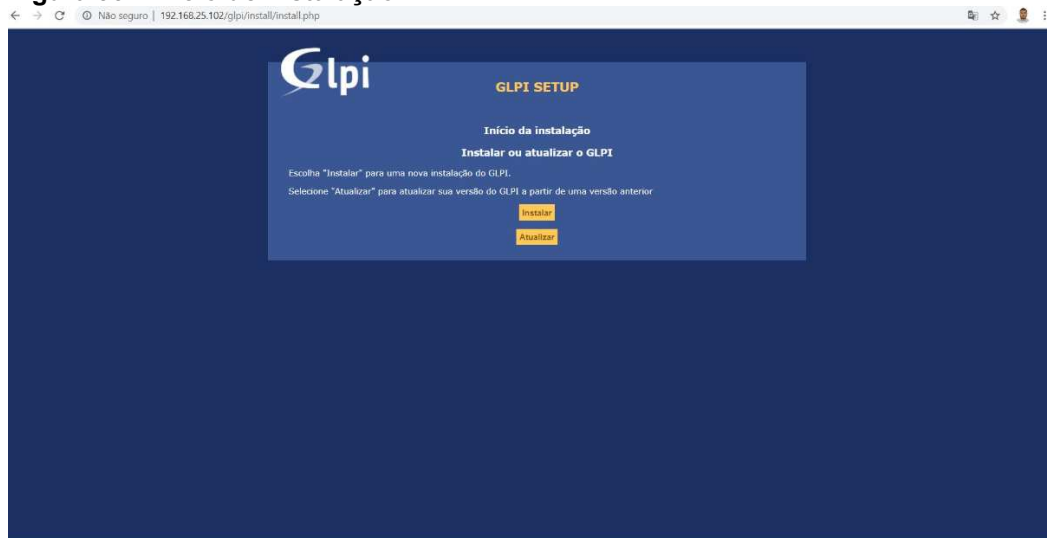 Não seguro | 192.168.25.102/glpi/install/install.php
Glpi
GLPI SETUP
Início da instalação
Instalar ou atualizar o GLPI
Escolha "Instalar" para uma nova instalação do GLPI.
Selecione "Atualizar" para atualizar sua versão do GLPI a partir de uma versão anterior
Instalar
Atualizar